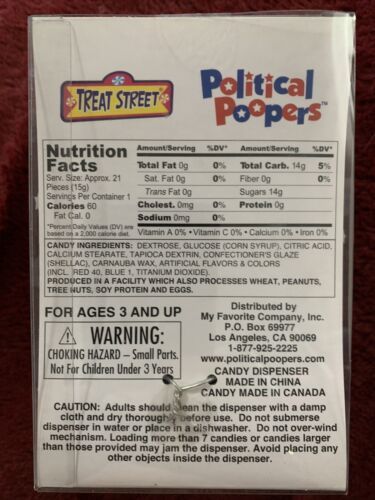 TREAT STREET®
Political
Poopers™
Nutrition
Facts
Serv. Size: Approx. 21
Pieces (15g)
Servings Per Container 1
Calories 60
Fat Cal. 0
*Percent Daily Values (DV) are
based on a 2,000 calorie diet.
Amount/Serving %DV* Amount/Serving %DV*
Total Fat 0g 0% Total Carb. 14g 5%
Sat. Fat 0g 0% Fiber 0g 0%
Trans Fat 0g Sugars 14g
Cholest. 0mg 0% Protein 0g
Sodium 0mg 0%
Vitamin A 0% • Vitamin C 0% • Calcium 0% • Iron 0%
CANDY INGREDIENTS: DEXTROSE, GLUCOSE (CORN SYRUP), CITRIC ACID,
CALCIUM STEARATE, TAPIOCA DEXTRIN, CONFECTIONER'S GLAZE
(SHELLAC), CARNAUBA WAX, ARTIFICIAL FLAVORS & COLORS
(INCL. RED 40, BLUE 1, TITANIUM DIOXIDE).
PRODUCED IN A FACILITY WHICH ALSO PROCESSES WHEAT, PEANUTS,
TREE NUTS, SOY PROTEIN AND EGGS.
FOR AGES 3 AND UP
WARNING:
CHOKING HAZARD – Small Parts.
Not For Children Under 3 Years
Distributed by
My Favorite Company, Inc.
P.O. Box 69977
Los Angeles, CA 90069
1-877-925-2225
www.politicalpoopers.com
CANDY DISPENSER
MADE IN CHINA
CANDY MADE IN CANADA
CAUTION: Adults should clean the dispenser with a damp
cloth and dry thoroughly before use. Do not submerse
dispenser in water or place in a dishwasher. Do not over-wind
mechanism. Loading more than 7 candies or candies larger
than those provided may jam the dispenser. Avoid placing any
other objects inside the dispenser.